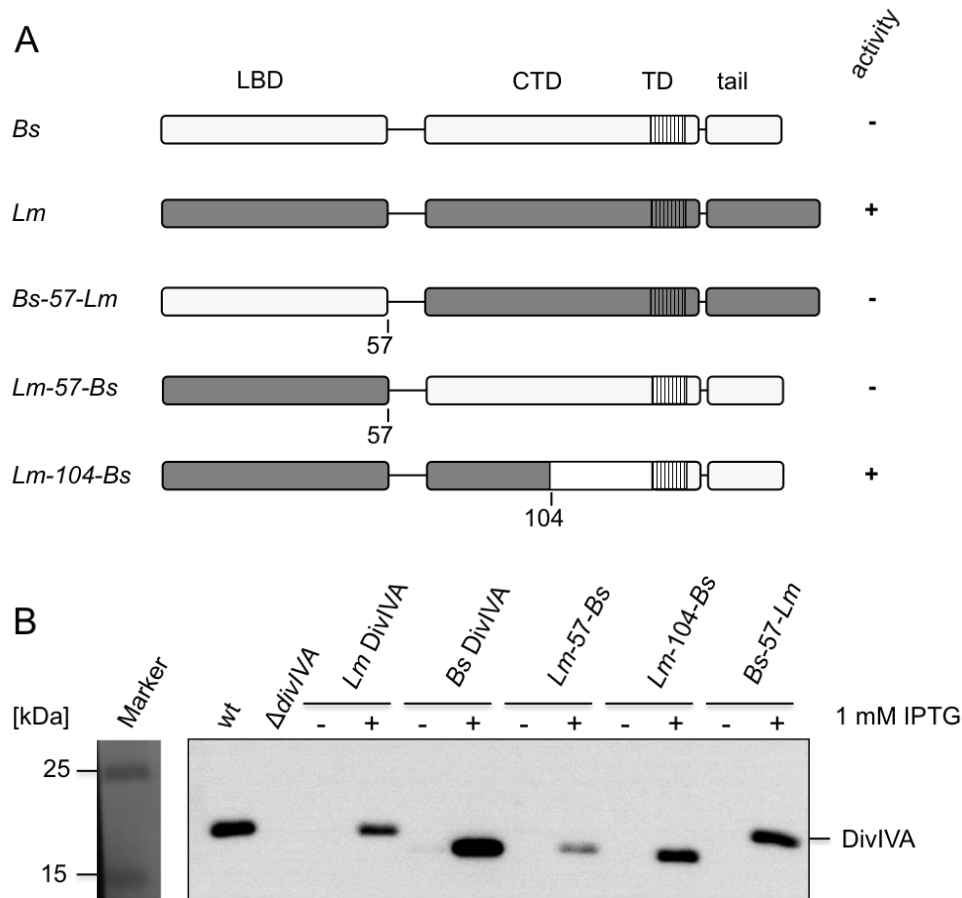 A
LBD CTD TD tail activity
Bs -
Lm +
Bs-57-Lm -
57
Lm-57-Bs -
57
Lm-104-Bs +
104
B
[kDa] Marker wt ΔdivIVA Lm DivIVA Bs DivIVA Lm-57-Bs Lm-104-Bs Bs-57-Lm
- + - + - + - + - + 1 mM IPTG
25
DivIVA
15